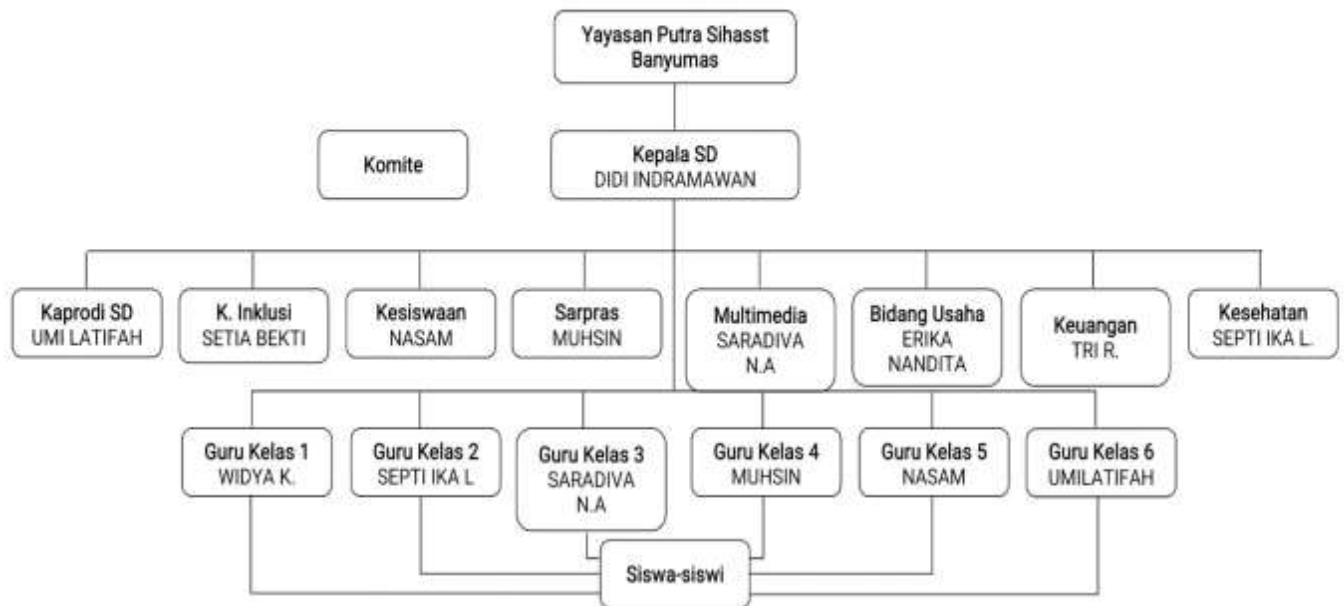 Yayasan Putra Sihasst
Banyumas
Komite
Kepala SD
DIDI INDRAMAWAN
Kaprodi SD
UMI LATIFAH
K. Inklusi
SETIA BEKTI
Kesiswaan
NASAM
Sarpras
MUHSIN
Multimedia
SARADIVA
N.A
Bidang Usaha
ERIKA
NANDITA
Keuangan
TRI R.
Kesehatan
SEPTI IKA L.
Guru Kelas 1
WIDYA K.
Guru Kelas 2
SEPTI IKA L
Guru Kelas 3
SARADIVA
N.A
Guru Kelas 4
MUHSIN
Guru Kelas 5
NASAM
Guru Kelas 6
UMILATIFAH
Siswa-siswi